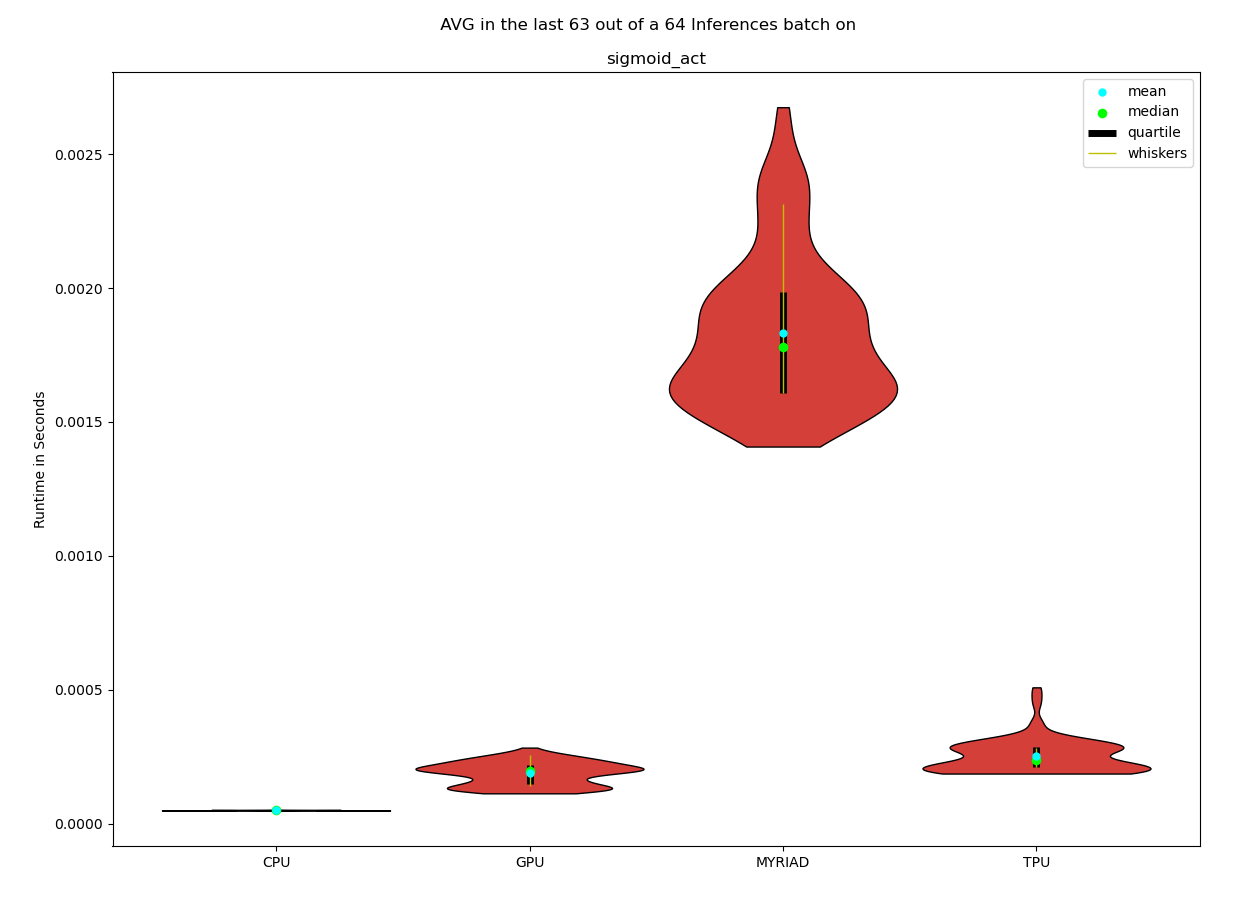 AVG in the last 63 out of a 64 Inferences batch on
sigmoid_act
mean
median
quartile
whiskers
Runtime in Seconds
0.0025
0.0020
0.0015
0.0010
0.0005
0.0000
CPU GPU MYRIAD TPU